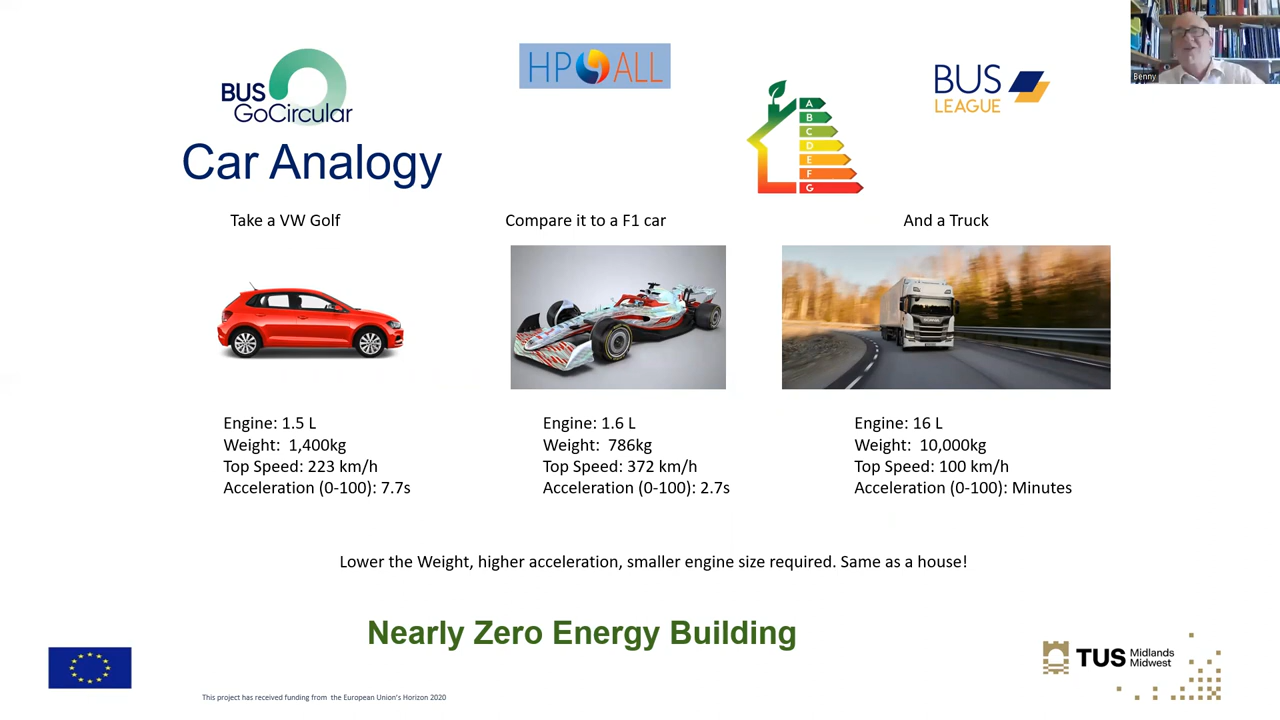 BUS
GoCircular
HP ALL
BUS
LEAGUE
Benny
A
B
C
D
E
F
G
Car Analogy
Take a VW Golf
Compare it to a F1 car
And a Truck
Engine: 1.5 L
Weight: 1,400kg
Top Speed: 223 km/h
Acceleration (0-100): 7.7s
Engine: 1.6 L
Weight: 786kg
Top Speed: 372 km/h
Acceleration (0-100): 2.7s
Engine: 16 L
Weight: 10,000kg
Top Speed: 100 km/h
Acceleration (0-100): Minutes
Lower the Weight, higher acceleration, smaller engine size required. Same as a house!
Nearly Zero Energy Building
TUS Midlands
Midwest
This project has received funding from the European Union's Horizon 2020